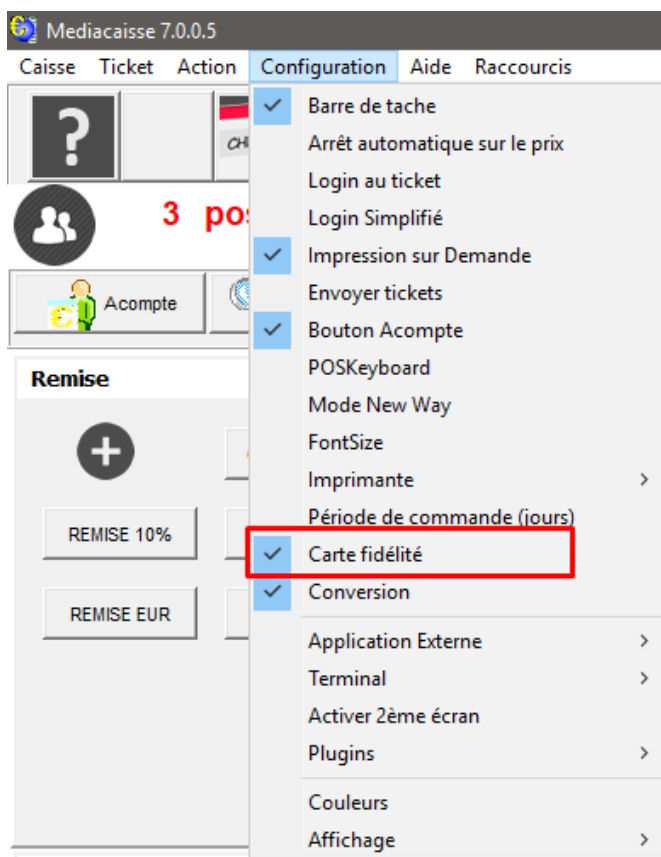 Mediacaisse 7.0.0.5
Caisse Ticket Action Configuration Aide Raccourcis
?
3
Acompte
Remise
REMISE 10%
REMISE EUR
Barre de tache
Arrêt automatique sur le prix
Login au ticket
Login Simplifié
Impression sur Demande
Envoyer tickets
Bouton Acompte
POSKeyboard
Mode New Way
FontSize
Imprimante
Période de commande (jours)
Carte fidélité
Conversion
Application Externe
Terminal
Activer 2ème écran
Plugins
Couleurs
Affichage